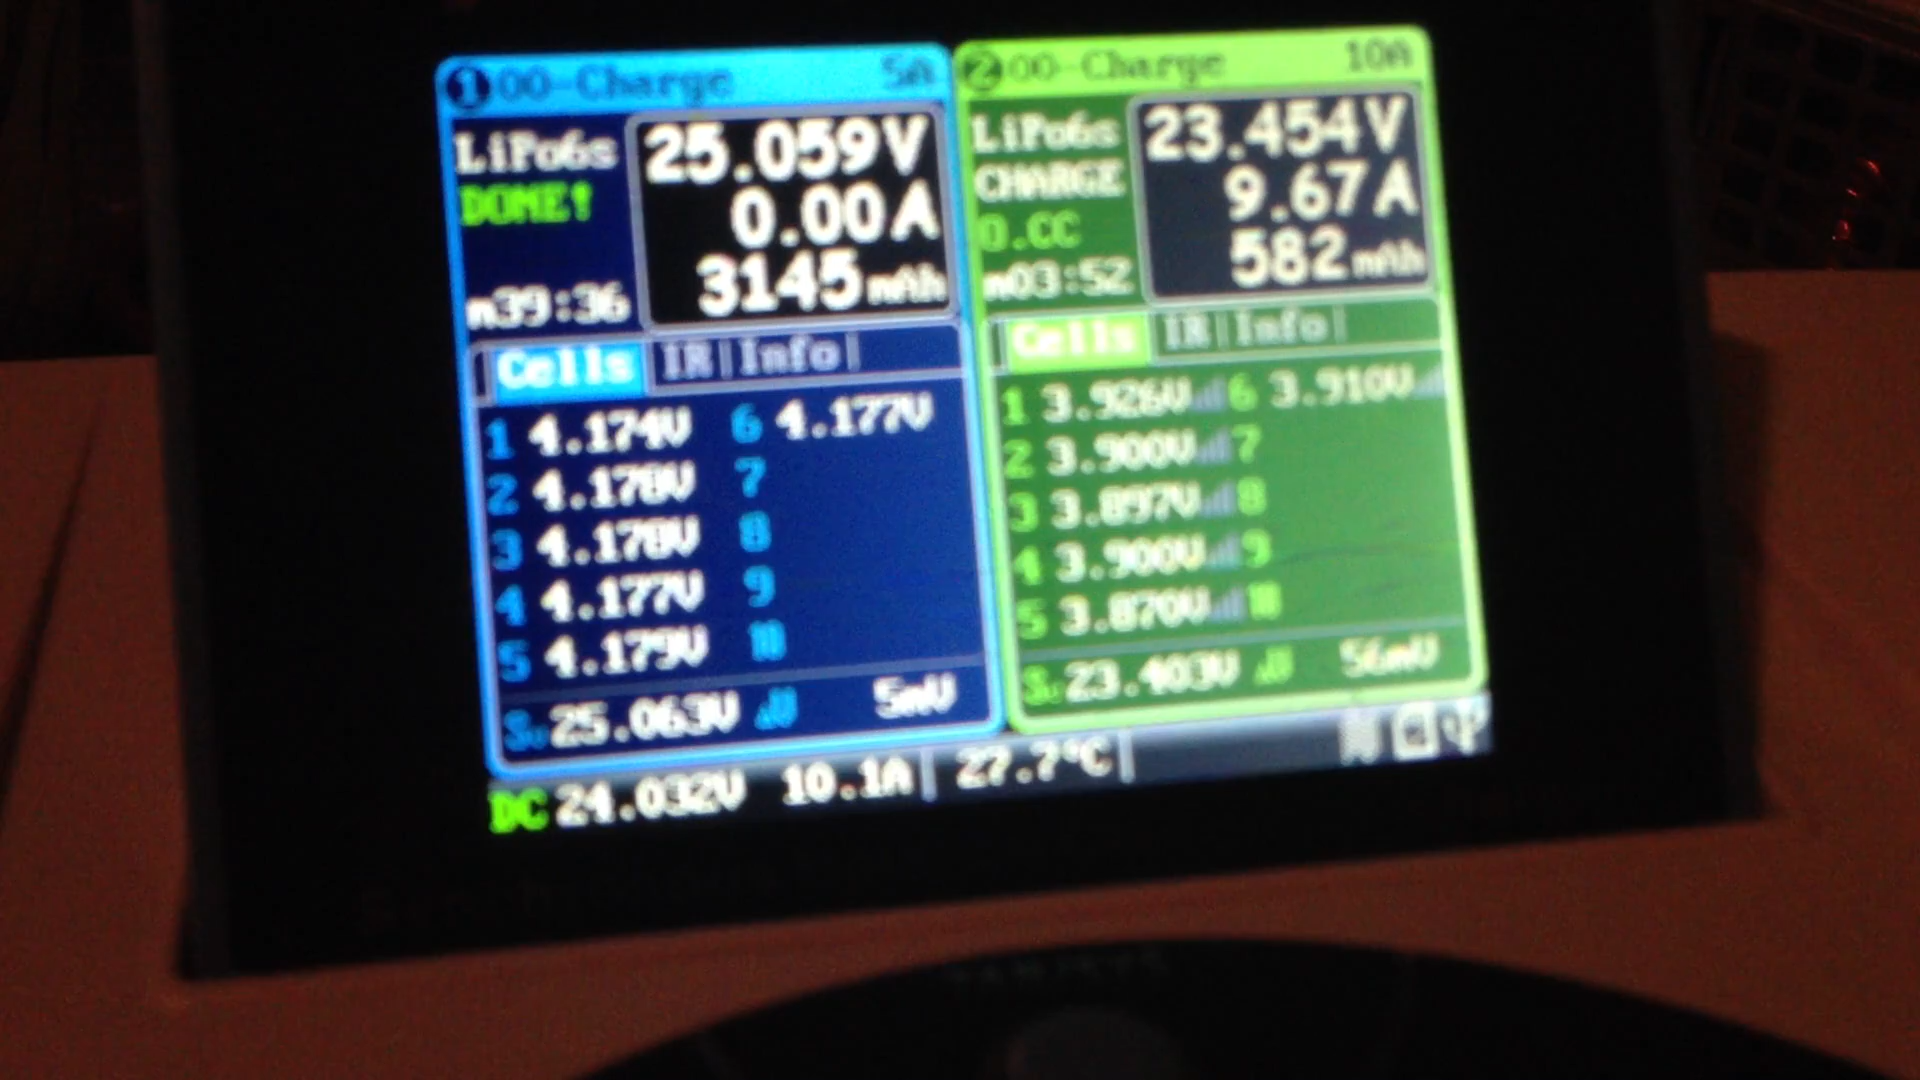 1 00-Charge 5A
LiPo6s 25.059V
DONE! 0.00A
m39:36 3145mAh
Cells IR| Info|
1 4.174V 6 4.177V
2 4.178V 7
3 4.178V 8
4 4.177V 9
5 4.179V 10
25.063V 5mV
2 00-Charge 10A
LiPo6s 23.454V
CHARGE 9.67A
O.CC
m03:52 582mAh
Cells IR| Info|
1 3.926V 6 3.910V
2 3.900V 7
3 3.897V 8
4 3.900V 9
5 3.870V 10
23.403V 56mV
DC 24.032V 10.1A| 27.7°C|